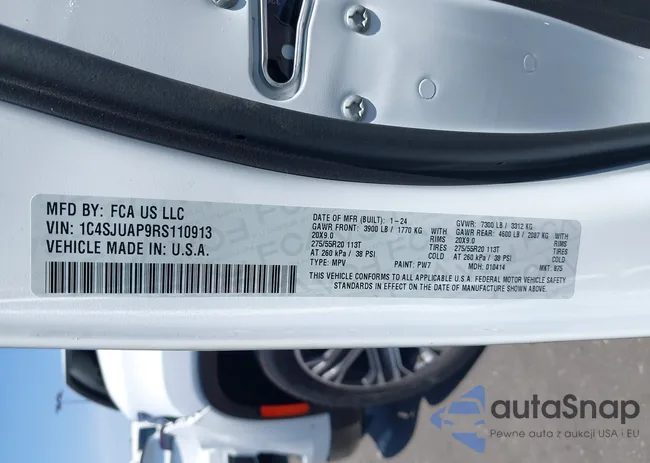 MFD BY: FCA US LLC
VIN: 1C4SJUAP9RS110913
VEHICLE MADE IN U.S.A.
DATE OF MFR (BUILT): 1-24
GAWR FRONT: 3900 LB / 1770 KG
20X9.0 RIMS
275/55R20 113T TIRES
AT 260 kPa / 38 PSI COLD
TYPE: MPV PAINT: PW7
GVWR: 7300 LB / 3312 KG
GAWR REAR: 4600 LB / 2087 KG
20X9.0 RIMS
275/55R20 113T TIRES
AT 260 kPa / 38 PSI COLD
MDH: 010414 MKT: 875
THIS VEHICLE CONFORMS TO ALL APPLICABLE U.S.A. FEDERAL MOTOR VEHICLE SAFETY
STANDARDS IN EFFECT ON THE DATE OF MANUFACTURE SHOWN ABOVE.
autoSnap
Pewne auta z aukcji USA i EU